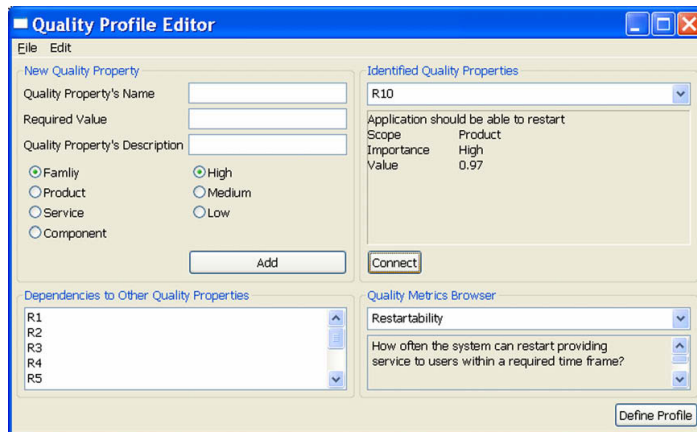 Quality Profile Editor
File Edit
New Quality Property
Quality Property's Name
Required Value
Quality Property's Description
Famliy High
Product Medium
Service Low
Component
Add
Identified Quality Properties
R10
Application should be able to restart
Scope Product
Importance High
Value 0.97
Connect
Dependencies to Other Quality Properties
R1
R2
R3
R4
R5
Quality Metrics Browser
Restartability
How often the system can restart providing
service to users within a required time frame?
Define Profile